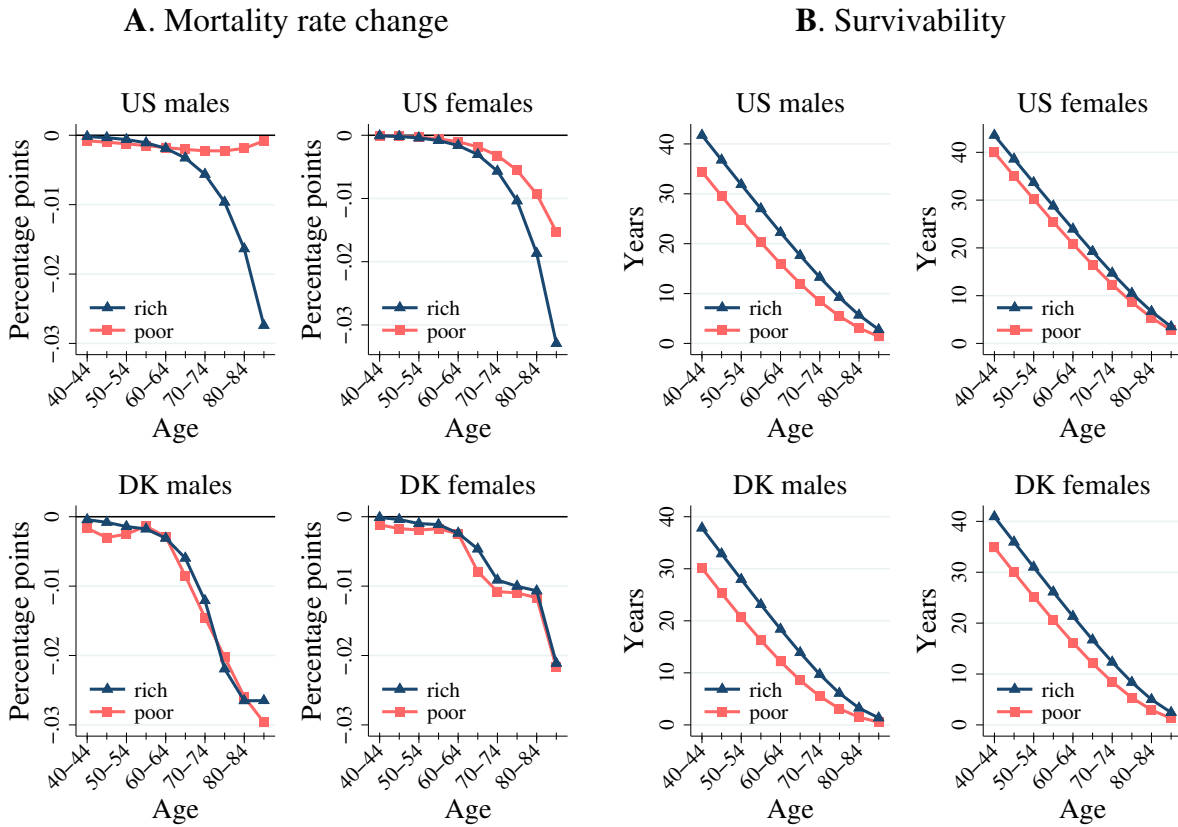 A. Mortality rate change
B. Survivability
US males
Percentage points
0
-.01
-.02
-.03
rich
poor
40–44
50–54
60–64
70–74
80–84
Age
US females
Percentage points
0
-.01
-.02
-.03
rich
poor
40–44
50–54
60–64
70–74
80–84
Age
US males
Years
40
30
20
10
0
rich
poor
40–44
50–54
60–64
70–74
80–84
Age
US females
Years
40
30
20
10
0
rich
poor
40–44
50–54
60–64
70–74
80–84
Age
DK males
Percentage points
0
-.01
-.02
-.03
rich
poor
40–44
50–54
60–64
70–74
80–84
Age
DK females
Percentage points
0
-.01
-.02
-.03
rich
poor
40–44
50–54
60–64
70–74
80–84
Age
DK males
Years
40
30
20
10
0
rich
poor
40–44
50–54
60–64
70–74
80–84
Age
DK females
Years
40
30
20
10
0
rich
poor
40–44
50–54
60–64
70–74
80–84
Age